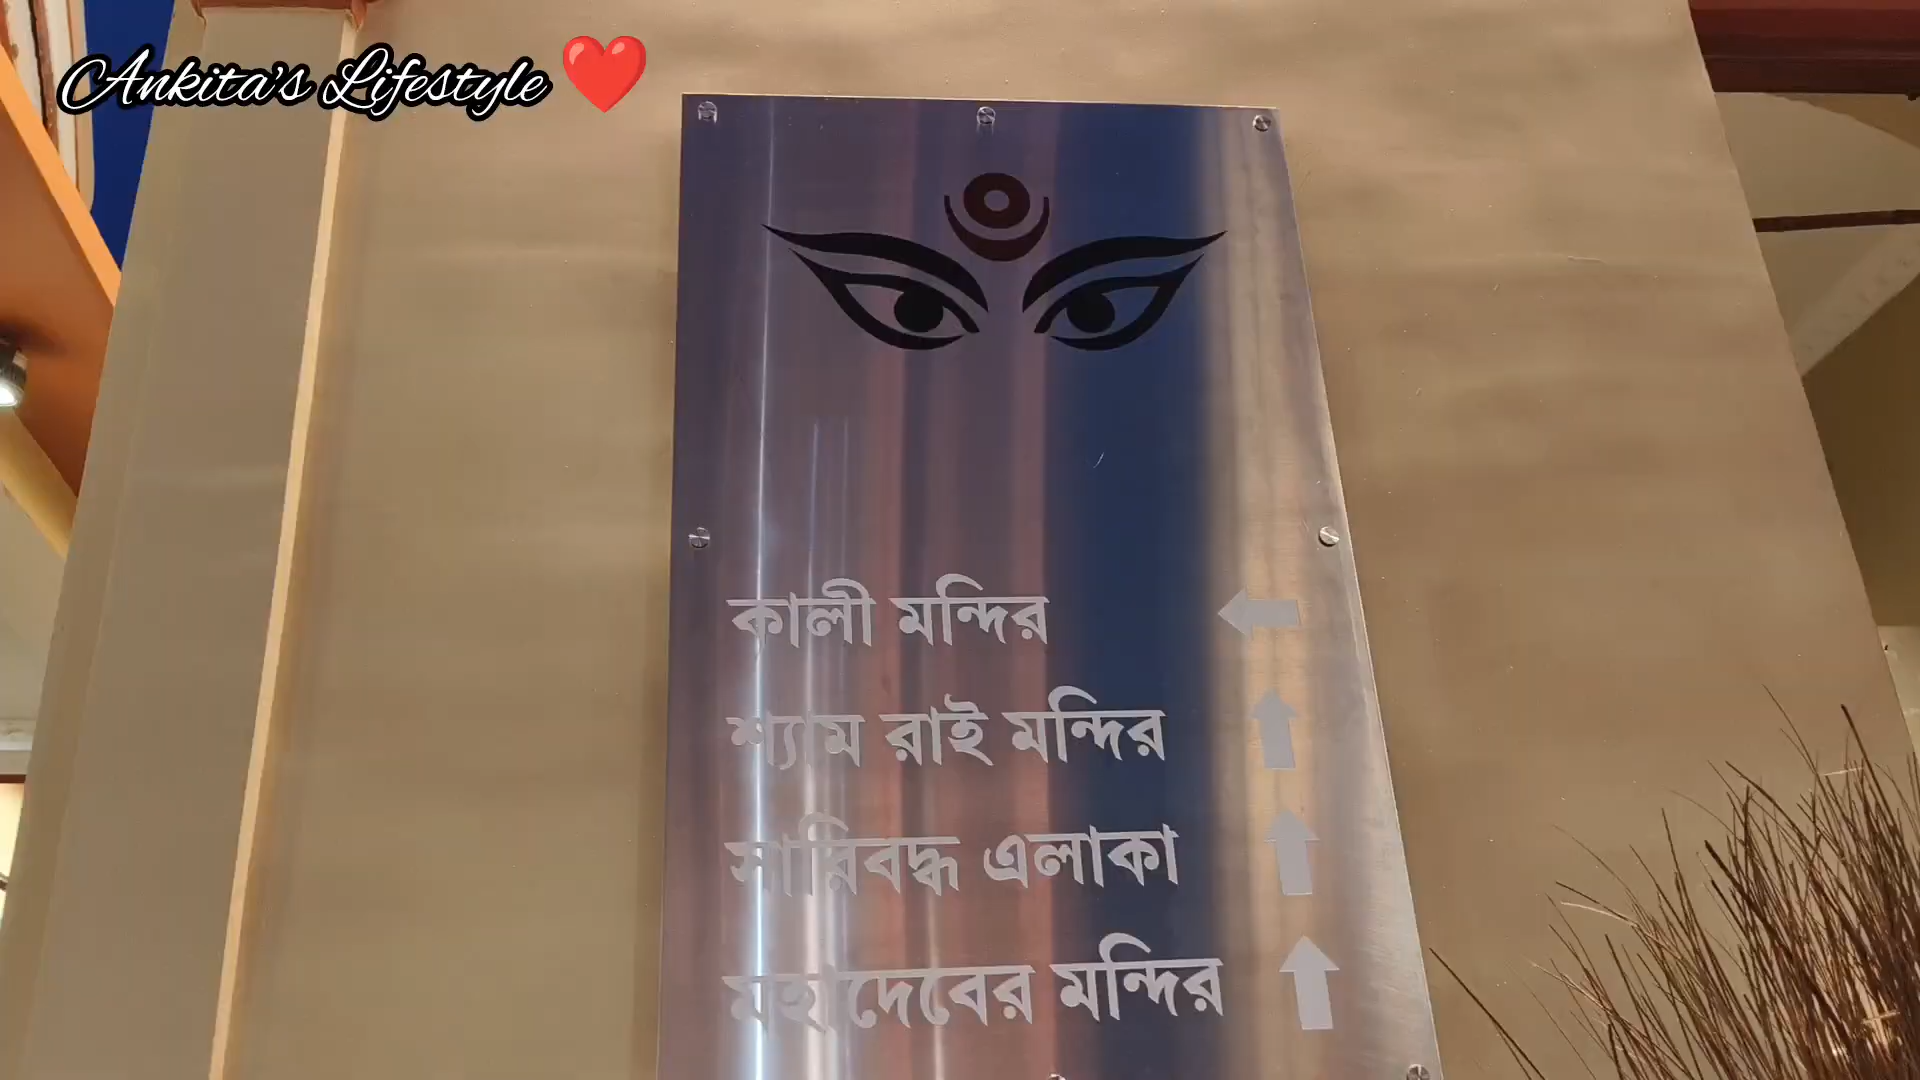 Ankita's Lifestyle
কালী মন্দির
শ্যাম রাই মন্দির
সারিবদ্ধ এলাকা
মহাদেবের মন্দির